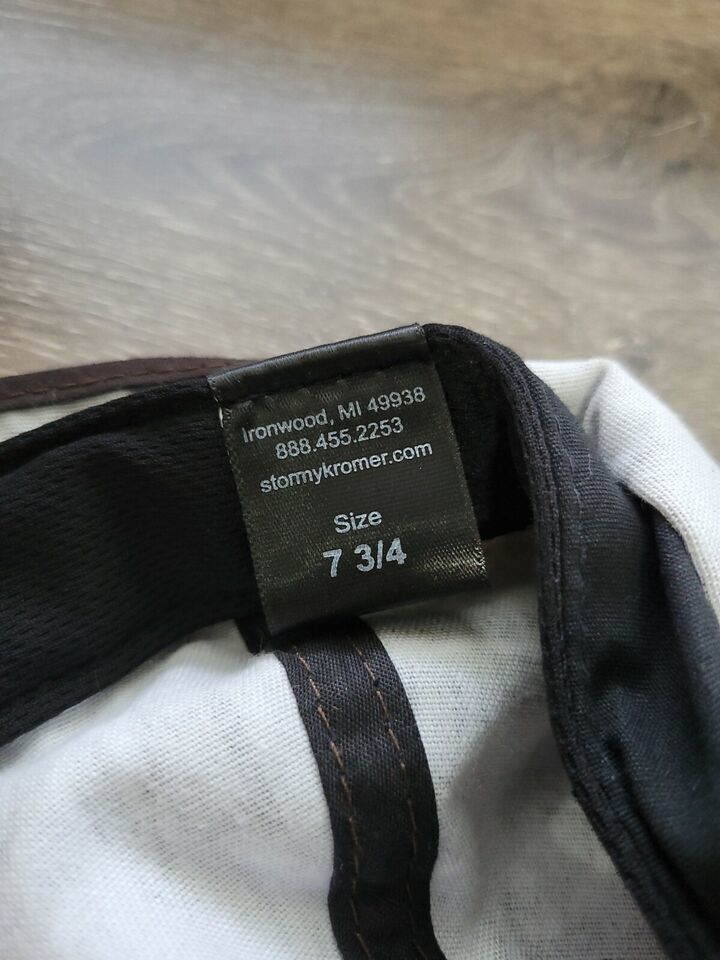 Ironwood, MI 49938
888.455.2253
stormykromer.com
Size
7 3/4